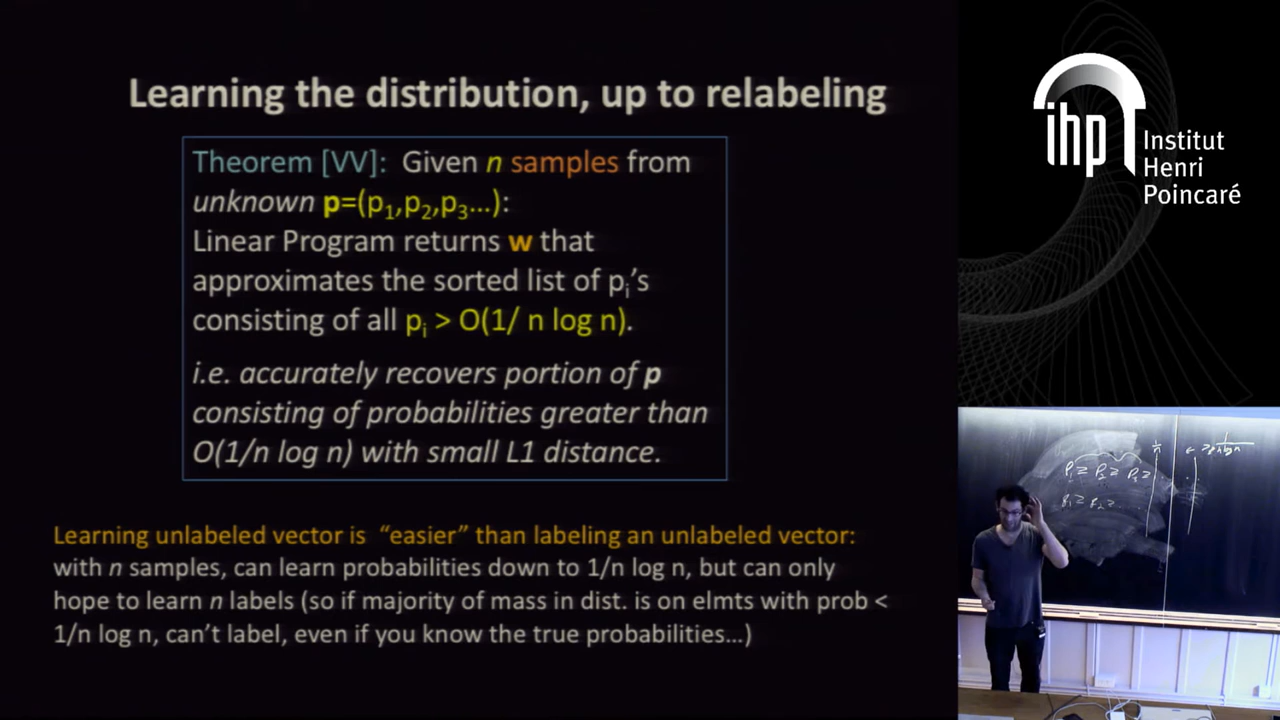 Learning the distribution, up to relabeling
Theorem [VV]: Given n samples from
unknown p=(p₁,p₂,p₃...):
Linear Program returns w that
approximates the sorted list of pᵢ's
consisting of all pᵢ > O(1/ n log n).
i.e. accurately recovers portion of p
consisting of probabilities greater than
O(1/n log n) with small L1 distance.
Learning unlabeled vector is “easier” than labeling an unlabeled vector:
with n samples, can learn probabilities down to 1/n log n, but can only
hope to learn n labels (so if majority of mass in dist. is on elmts with prob <
1/n log n, can't label, even if you know the true probabilities...)
ihp
Institut
Henri
Poincaré